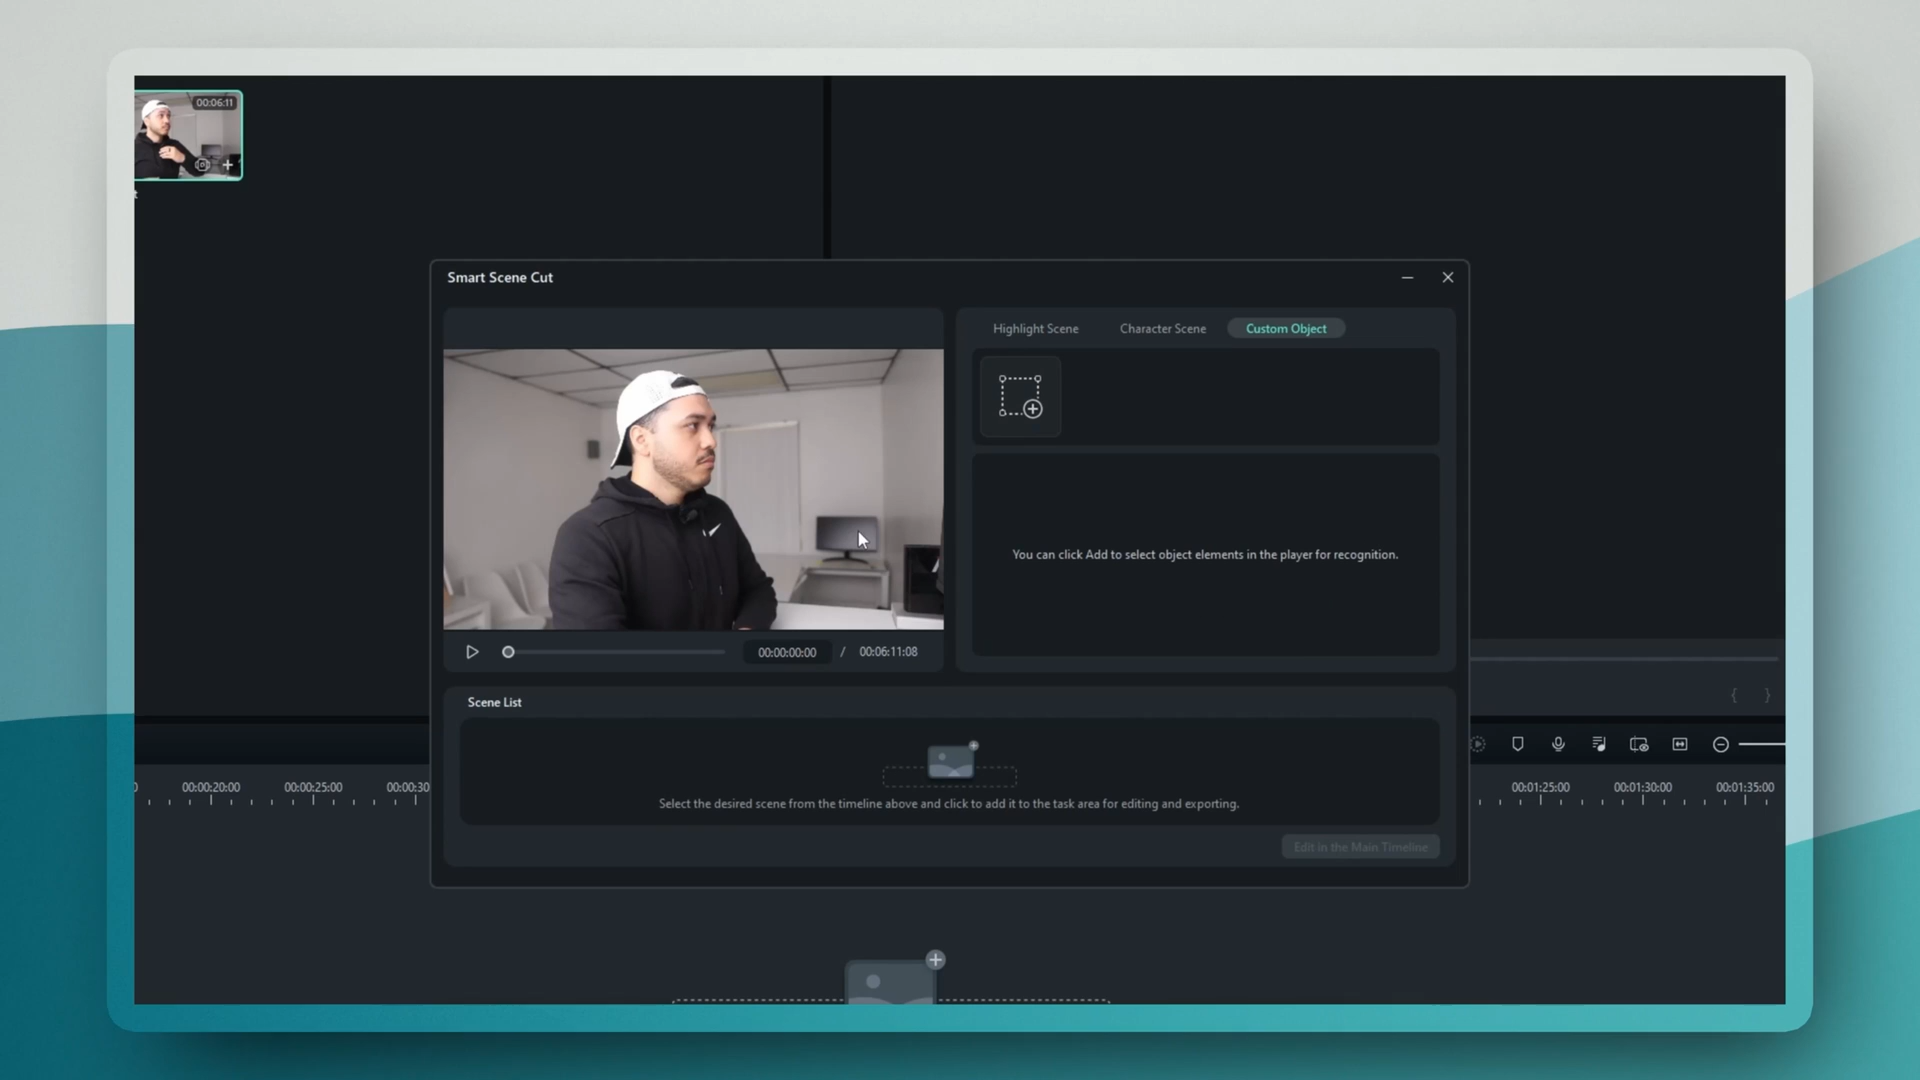 00:06:11
Smart Scene Cut
Highlight Scene
Character Scene
Custom Object
You can click Add to select object elements in the player for recognition.
00:00:00:00 / 00:06:11:08
Scene List
Select the desired scene from the timeline above and click to add it to the task area for editing and exporting.
Edit in the Main Timeline
00:00:20:00
00:00:25:00
00:00:30
00:01:25:00
00:01:30:00
00:01:35:00